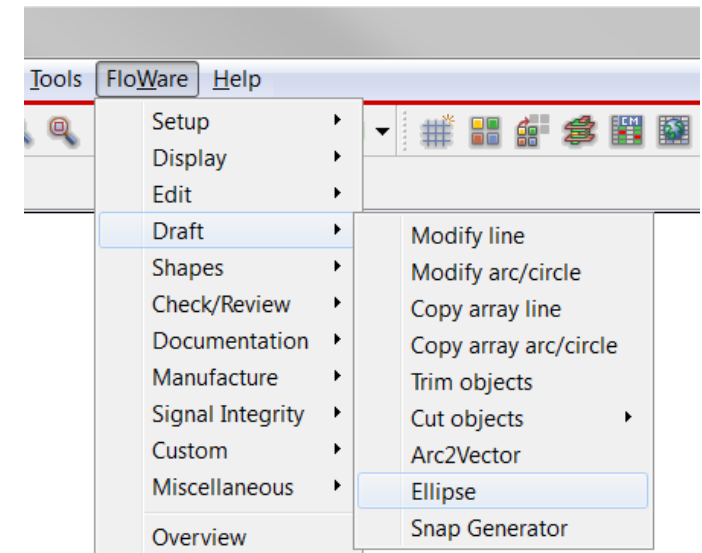 Tools FloWare Help
Setup
Display
Edit
Draft
Shapes
Check/Review
Documentation
Manufacture
Signal Integrity
Custom
Miscellaneous
Overview
Modify line
Modify arc/circle
Copy array line
Copy array arc/circle
Trim objects
Cut objects
Arc2Vector
Ellipse
Snap Generator
CM